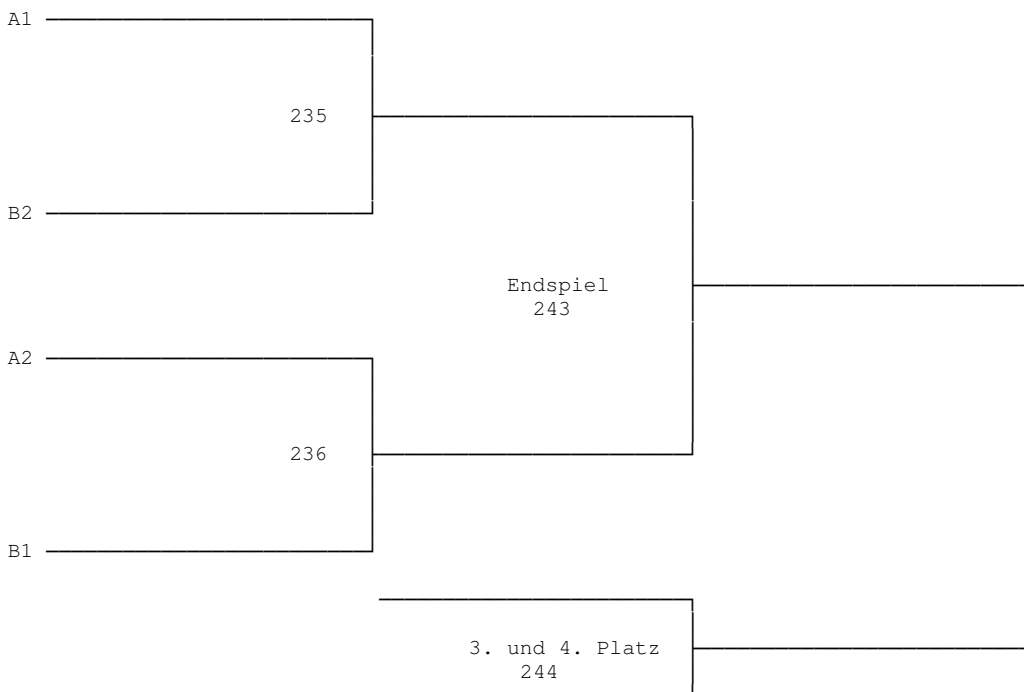 A1
235
B2
Endspiel
243
A2
236
B1
3. und 4. Platz
244